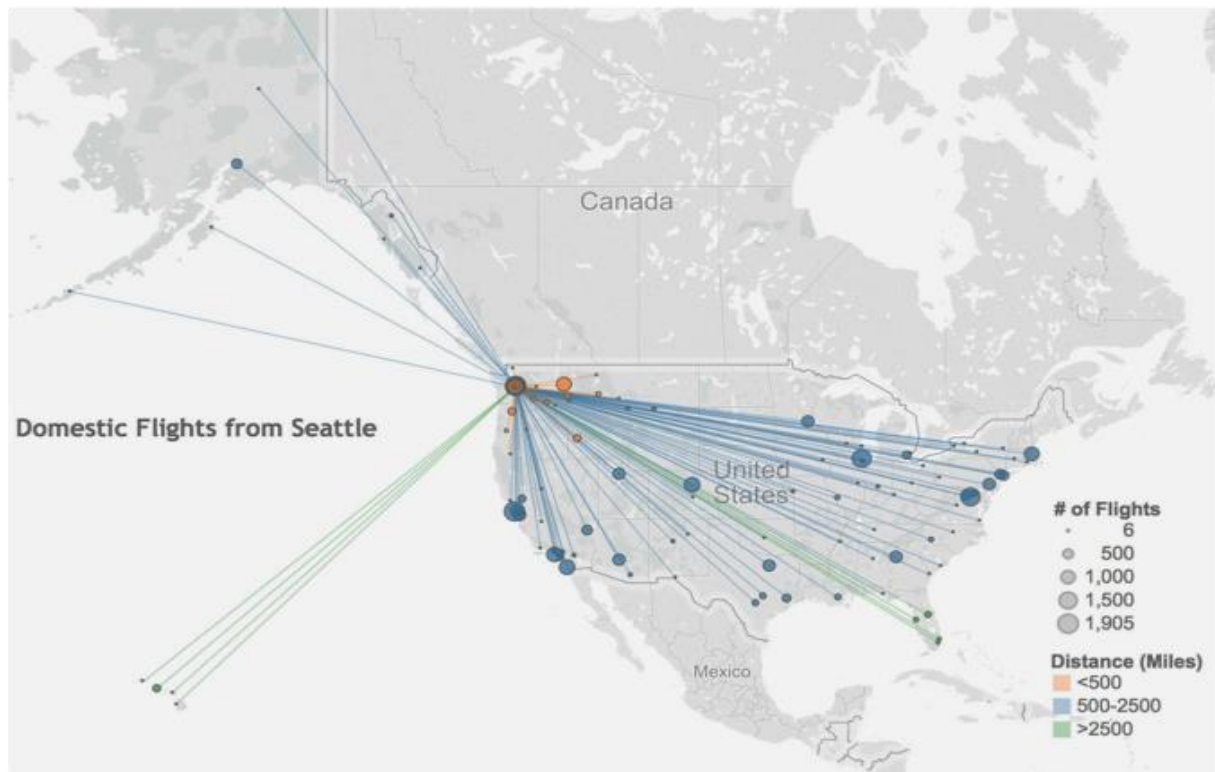 Canada
Domestic Flights from Seattle
United
States
Mexico
# of Flights
6
500
1,000
1,500
1,905
Distance (Miles)
<500
500-2500
>2500